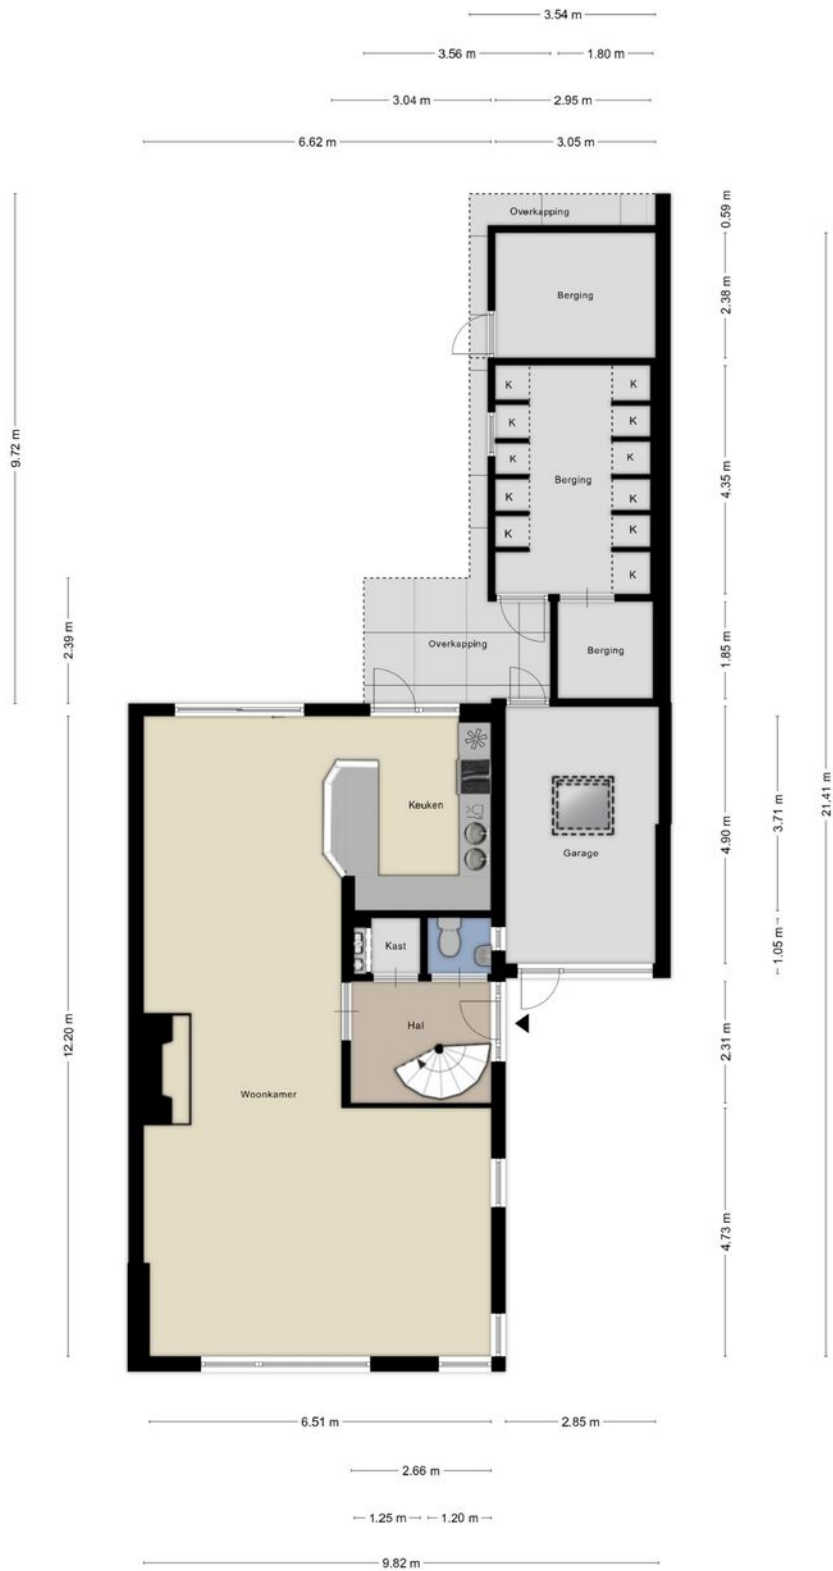 3.54 m
3.56 m
1.80 m
3.04 m
2.95 m
6.62 m
3.05 m
Overkapping
0.59 m
Berging
2.38 m
9.72 m
K
K
K
K
K
K
Berging
4.35 m
K
K
K
K
K
2.39 m
Overkapping
Berging
1.85 m
21.41 m
Keuken
3.71 m
4.90 m
Garage
Kast
1.05 m
Hal
2.31 m
12.20 m
Woonkamer
4.73 m
6.51 m
2.85 m
2.66 m
1.25 m
1.20 m
9.82 m